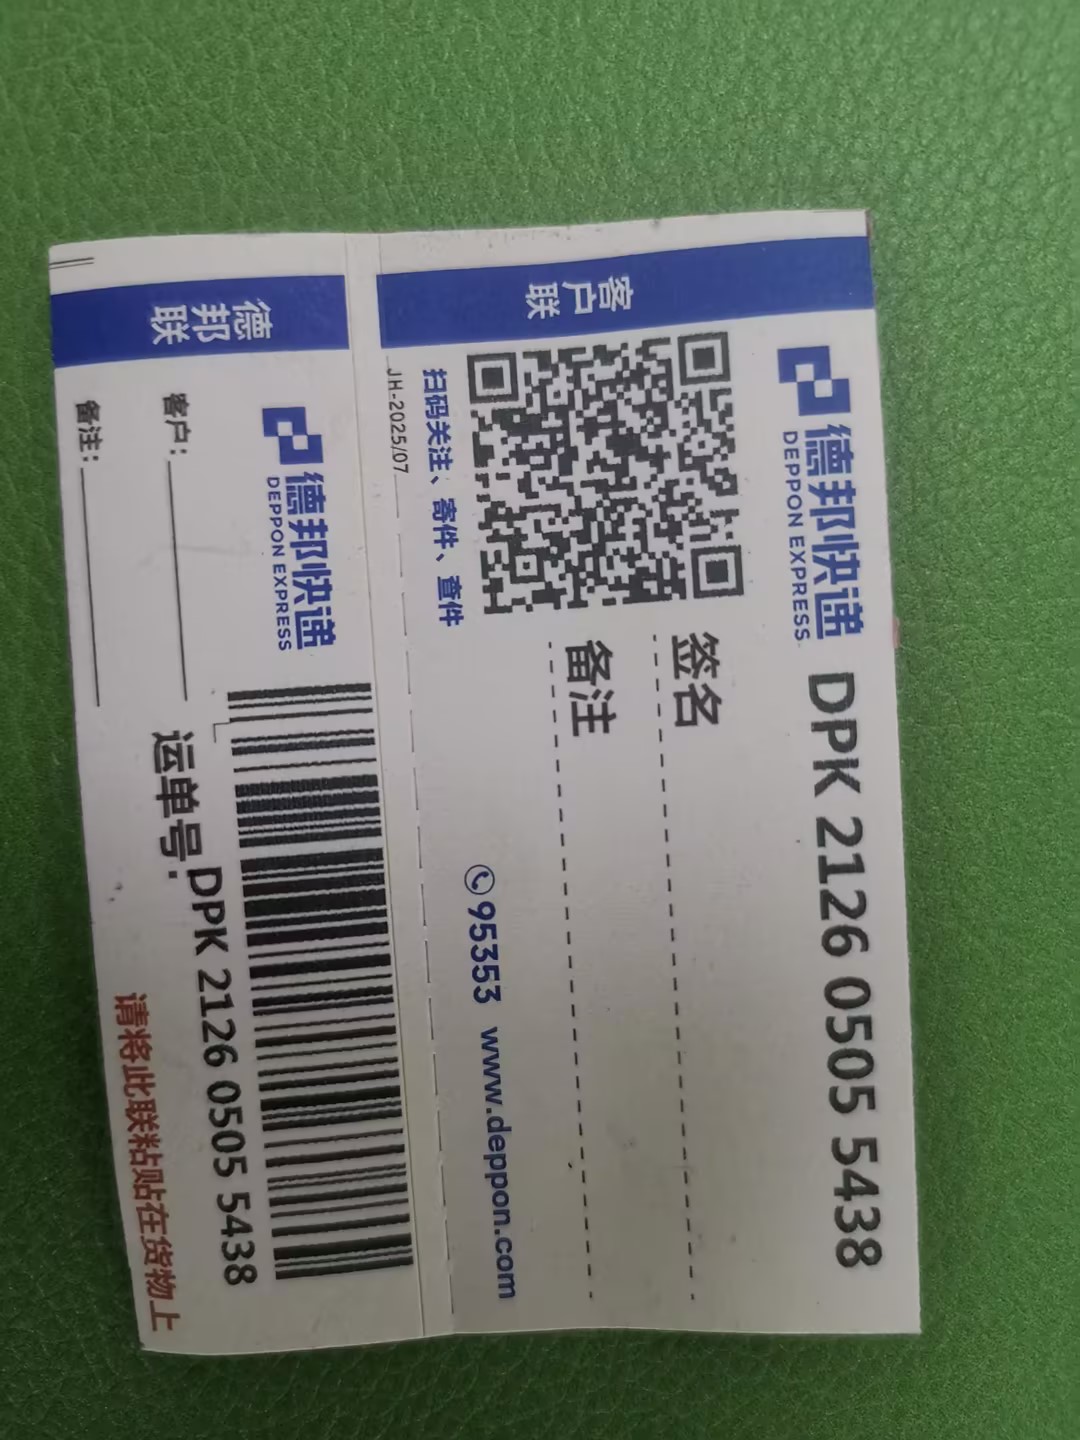 客户联
德邦快递
DEPPON EXPRESS
DPK 2126 0505 5438
签名
备注
扫码关注、寄件、查件
95353 www.deppon.com
JH-2025/07
德邦联
德邦快递
DEPPON EXPRESS
客户:
备注:
运单号:
DPK 2126 0505 5438
请将此联粘贴在货物上